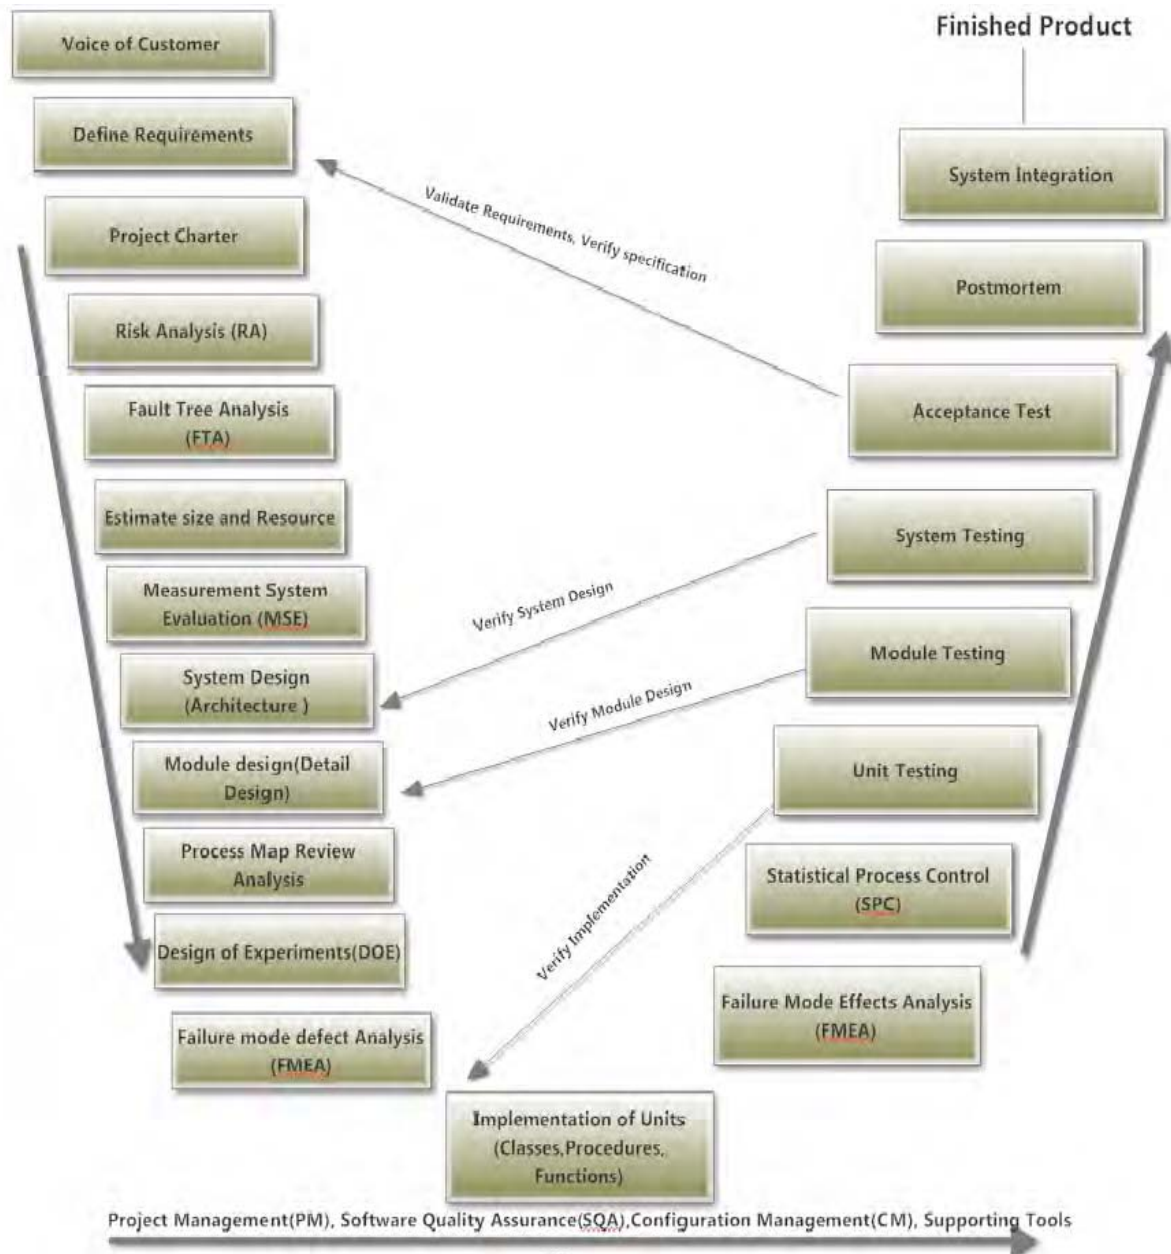 Voice of Customer
Define Requirements
Project Charter
Risk Analysis (RA)
Fault Tree Analysis
(FTA)
Estimate size and Resource
Measurement System
Evaluation (MSE)
System Design
(Architecture )
Module design(Detail
Design)
Process Map Review
Analysis
Design of Experiments(DOE)
Failure mode defect Analysis
(FMEA)
Implementation of Units
(Classes,Procedures,
Functions)
Validate Requirements, Verify specification
Verify System Design
Verify Module Design
Verify Implementation
Finished Product
System Integration
Postmortem
Acceptance Test
System Testing
Module Testing
Unit Testing
Statistical Process Control
(SPC)
Failure Mode Effects Analysis
(FMEA)
Project Management(PM), Software Quality Assurance(SQA),Configuration Management(CM), Supporting Tools